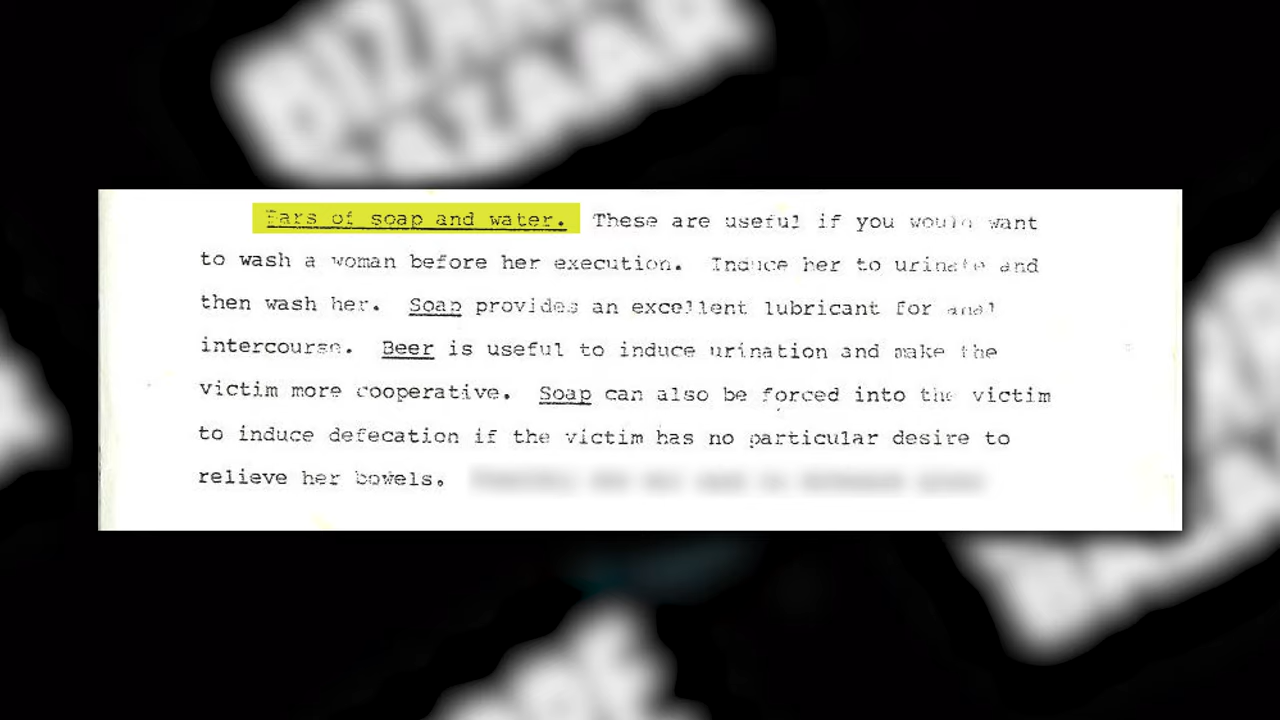 Bars of soap and water. These are useful if you would want
to wash a woman before her execution. Induce her to urinate and
then wash her. Soap provides an excellent lubricant for anal
intercourse. Beer is useful to induce urination and make the
victim more cooperative. Soap can also be forced into the victim
to induce defecation if the victim has no particular desire to
relieve her bowels.